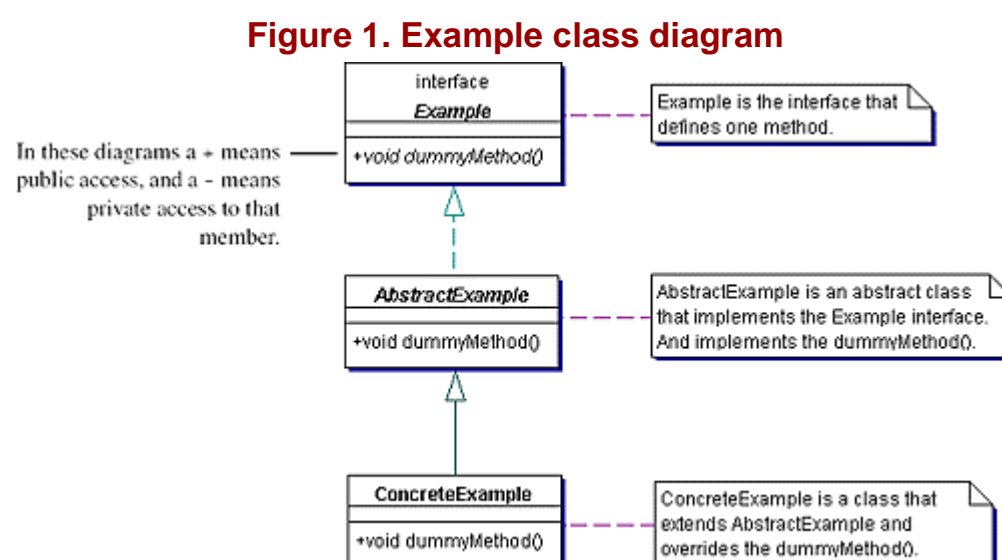 Figure 1. Example class diagram
interface
Example
+void dummyMethod()
Example is the interface that
defines one method.
In these diagrams a + means
public access, and a - means
private access to that
member.
AbstractExample
+void dummyMethod()
AbstractExample is an abstract class
that implements the Example interface.
And implements the dummyMethod().
ConcreteExample
+void dummyMethod()
ConcreteExample is a class that
extends AbstractExample and
overrides the dummyMethod().